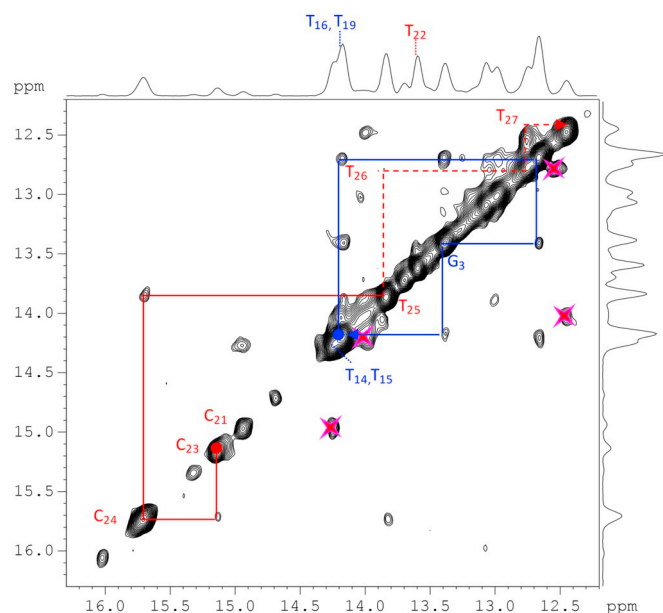 T₁₆, T₁₉
T₂₂
ppm
T₂₇
12.5
T₂₆
13.0
G₃
13.5
T₂₅
14.0
T₁₄,T₁₅
14.5
C₂₁
15.0
C₂₃
15.5
C₂₄
16.0
16.0 15.5 15.0 14.5 14.0 13.5 13.0 12.5 ppm